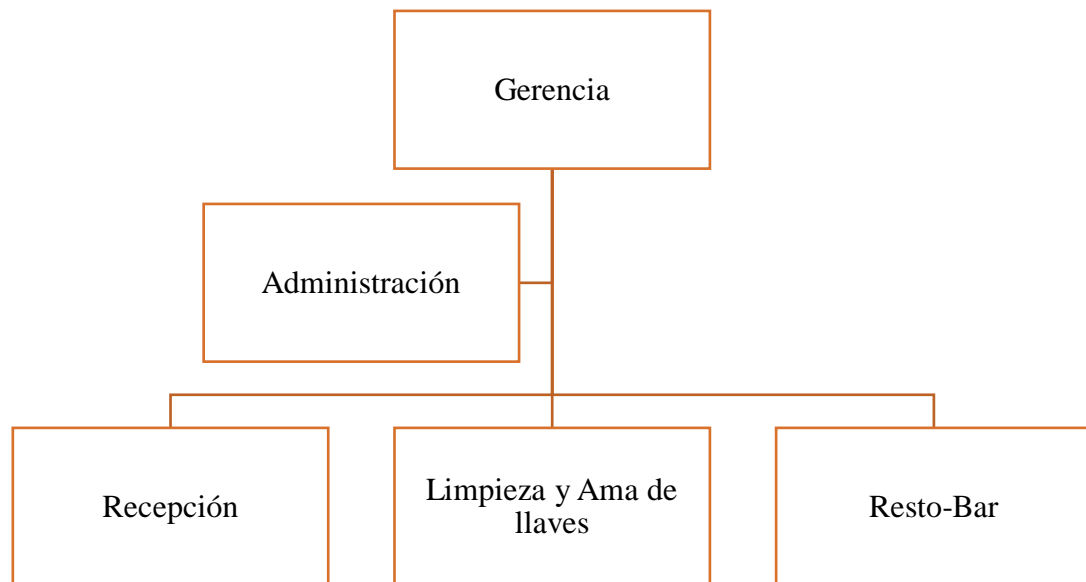 Gerencia
Administración
Recepción
Limpieza y Ama de
llaves
Resto-Bar